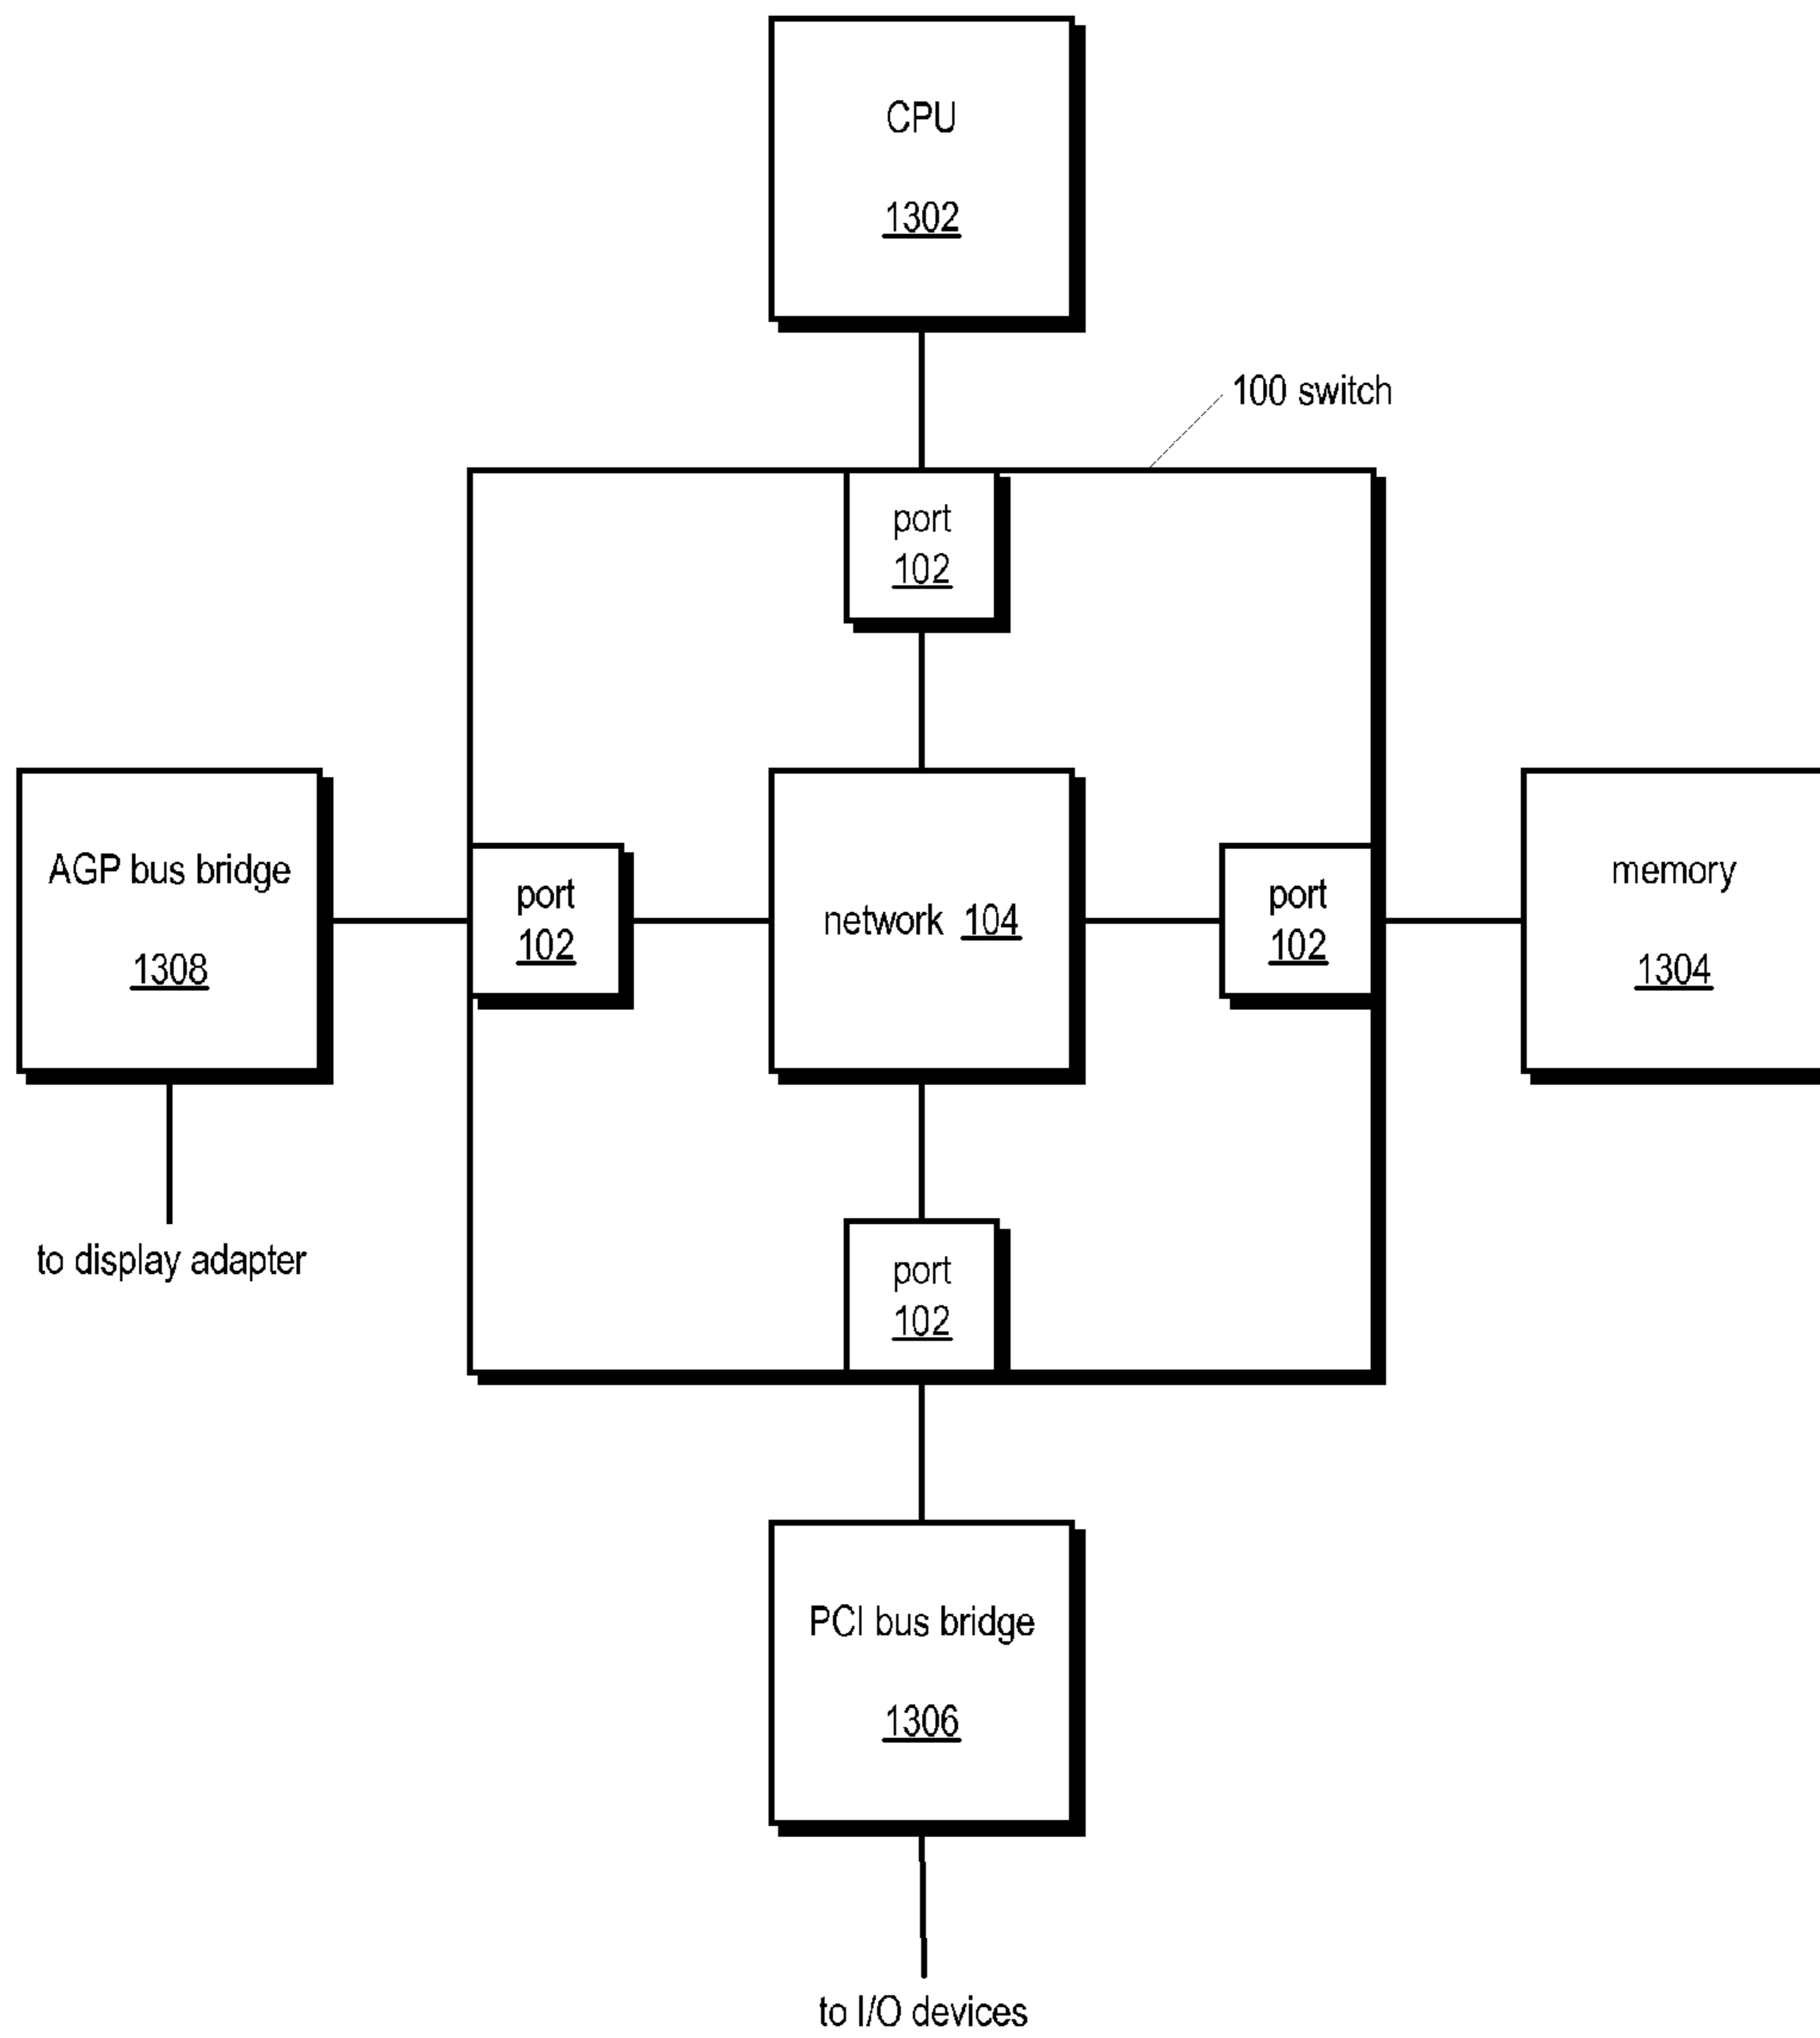 CPU
1302
100 switch
port
102
AGP bus bridge
1308
port
102
network 104
port
102
memory
1304
to display adapter
port
102
PCI bus bridge
1306
to I/O devices